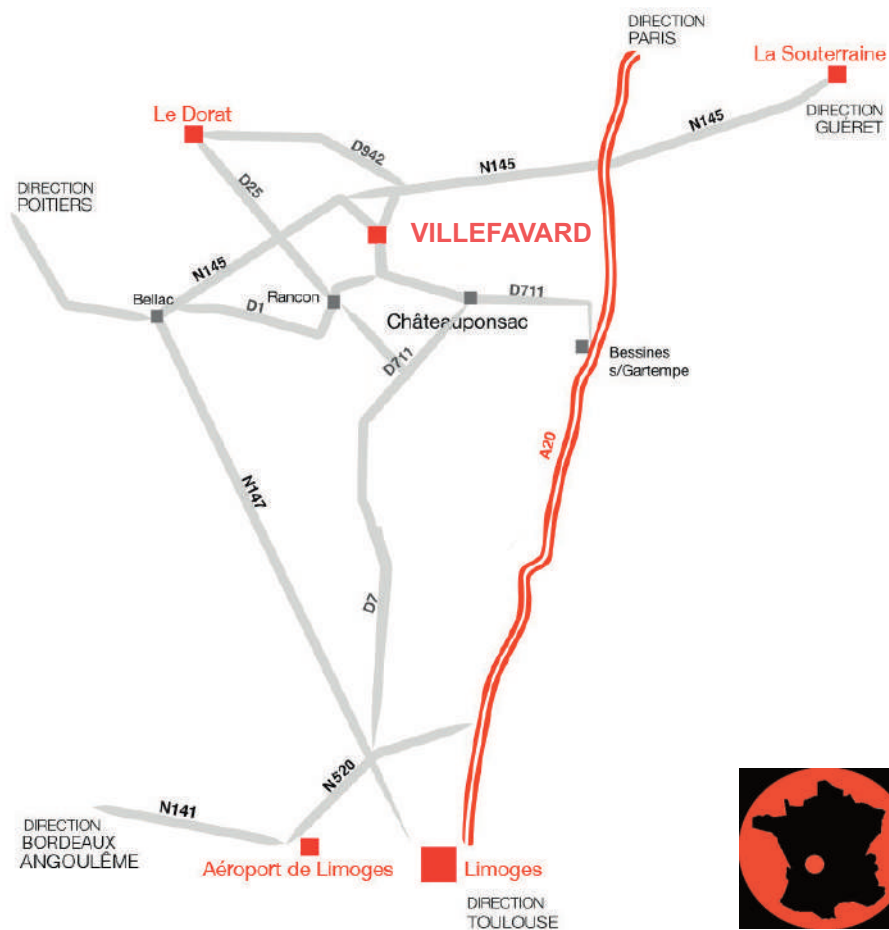 DIRECTION
PARIS
La Souterraine
Le Dorat
DIRECTION
GUÉRET
N145
D942
N145
D25
DIRECTION
POITIERS
VILLEFAVARD
N145
Bellac
D1
Rancon
D711
Châteauponsac
D711
Bessines
s/Gartempe
A20
N147
D7
N520
N141
DIRECTION
BORDEAUX
ANGOULÊME
Aéroport de Limoges
Limoges
DIRECTION
TOULOUSE